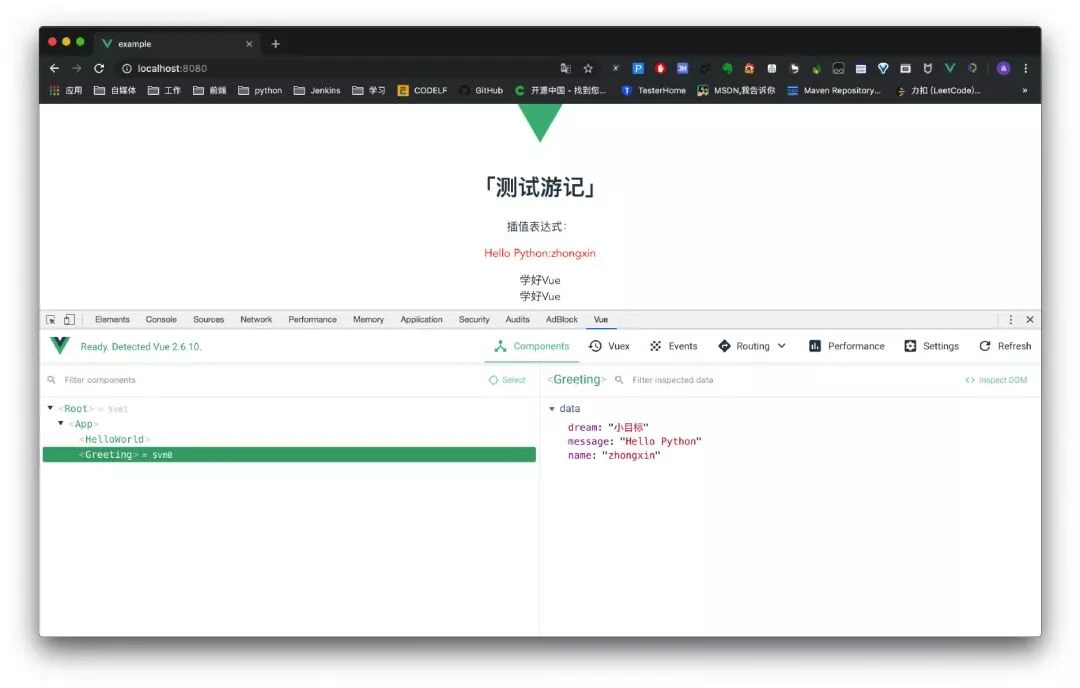 example
localhost:8080
应用 自媒体 工作 前端 python Jenkins 学习 CODELF GitHub 开源中国 - 找到您... TesterHome MSDN,我告诉你 Maven Repository... 力扣 (LeetCode)... »
「测试游记」
插值表达式:
Hello Python:zhongxin
学好Vue
学好Vue
Elements Console Sources Network Performance Memory Application Security Audits AdBlock Vue
Ready. Detected Vue 2.6.10.
Components Vuex Events Routing Performance Settings Refresh
Filter components Select
<Greeting> Filter inspected data <> Inspect DOM
<Root> = $vm1
<App>
<HelloWorld>
<Greeting> = $vm0
data
dream: "小目标"
message: "Hello Python"
name: "zhongxin"